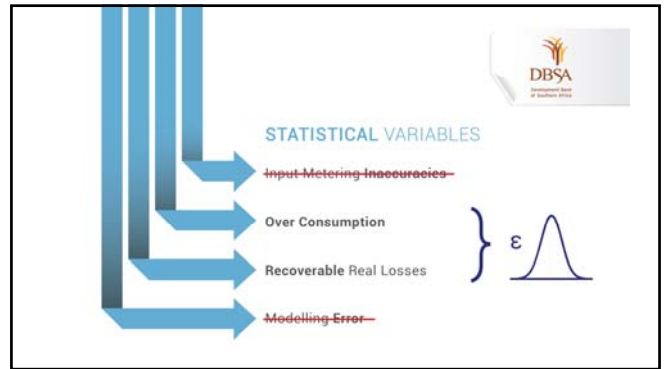 DBSA
Development Bank
of Southern Africa
STATISTICAL VARIABLES
Input Metering Inaccuracies
Over Consumption
Recoverable Real Losses
Modelling Error
ε